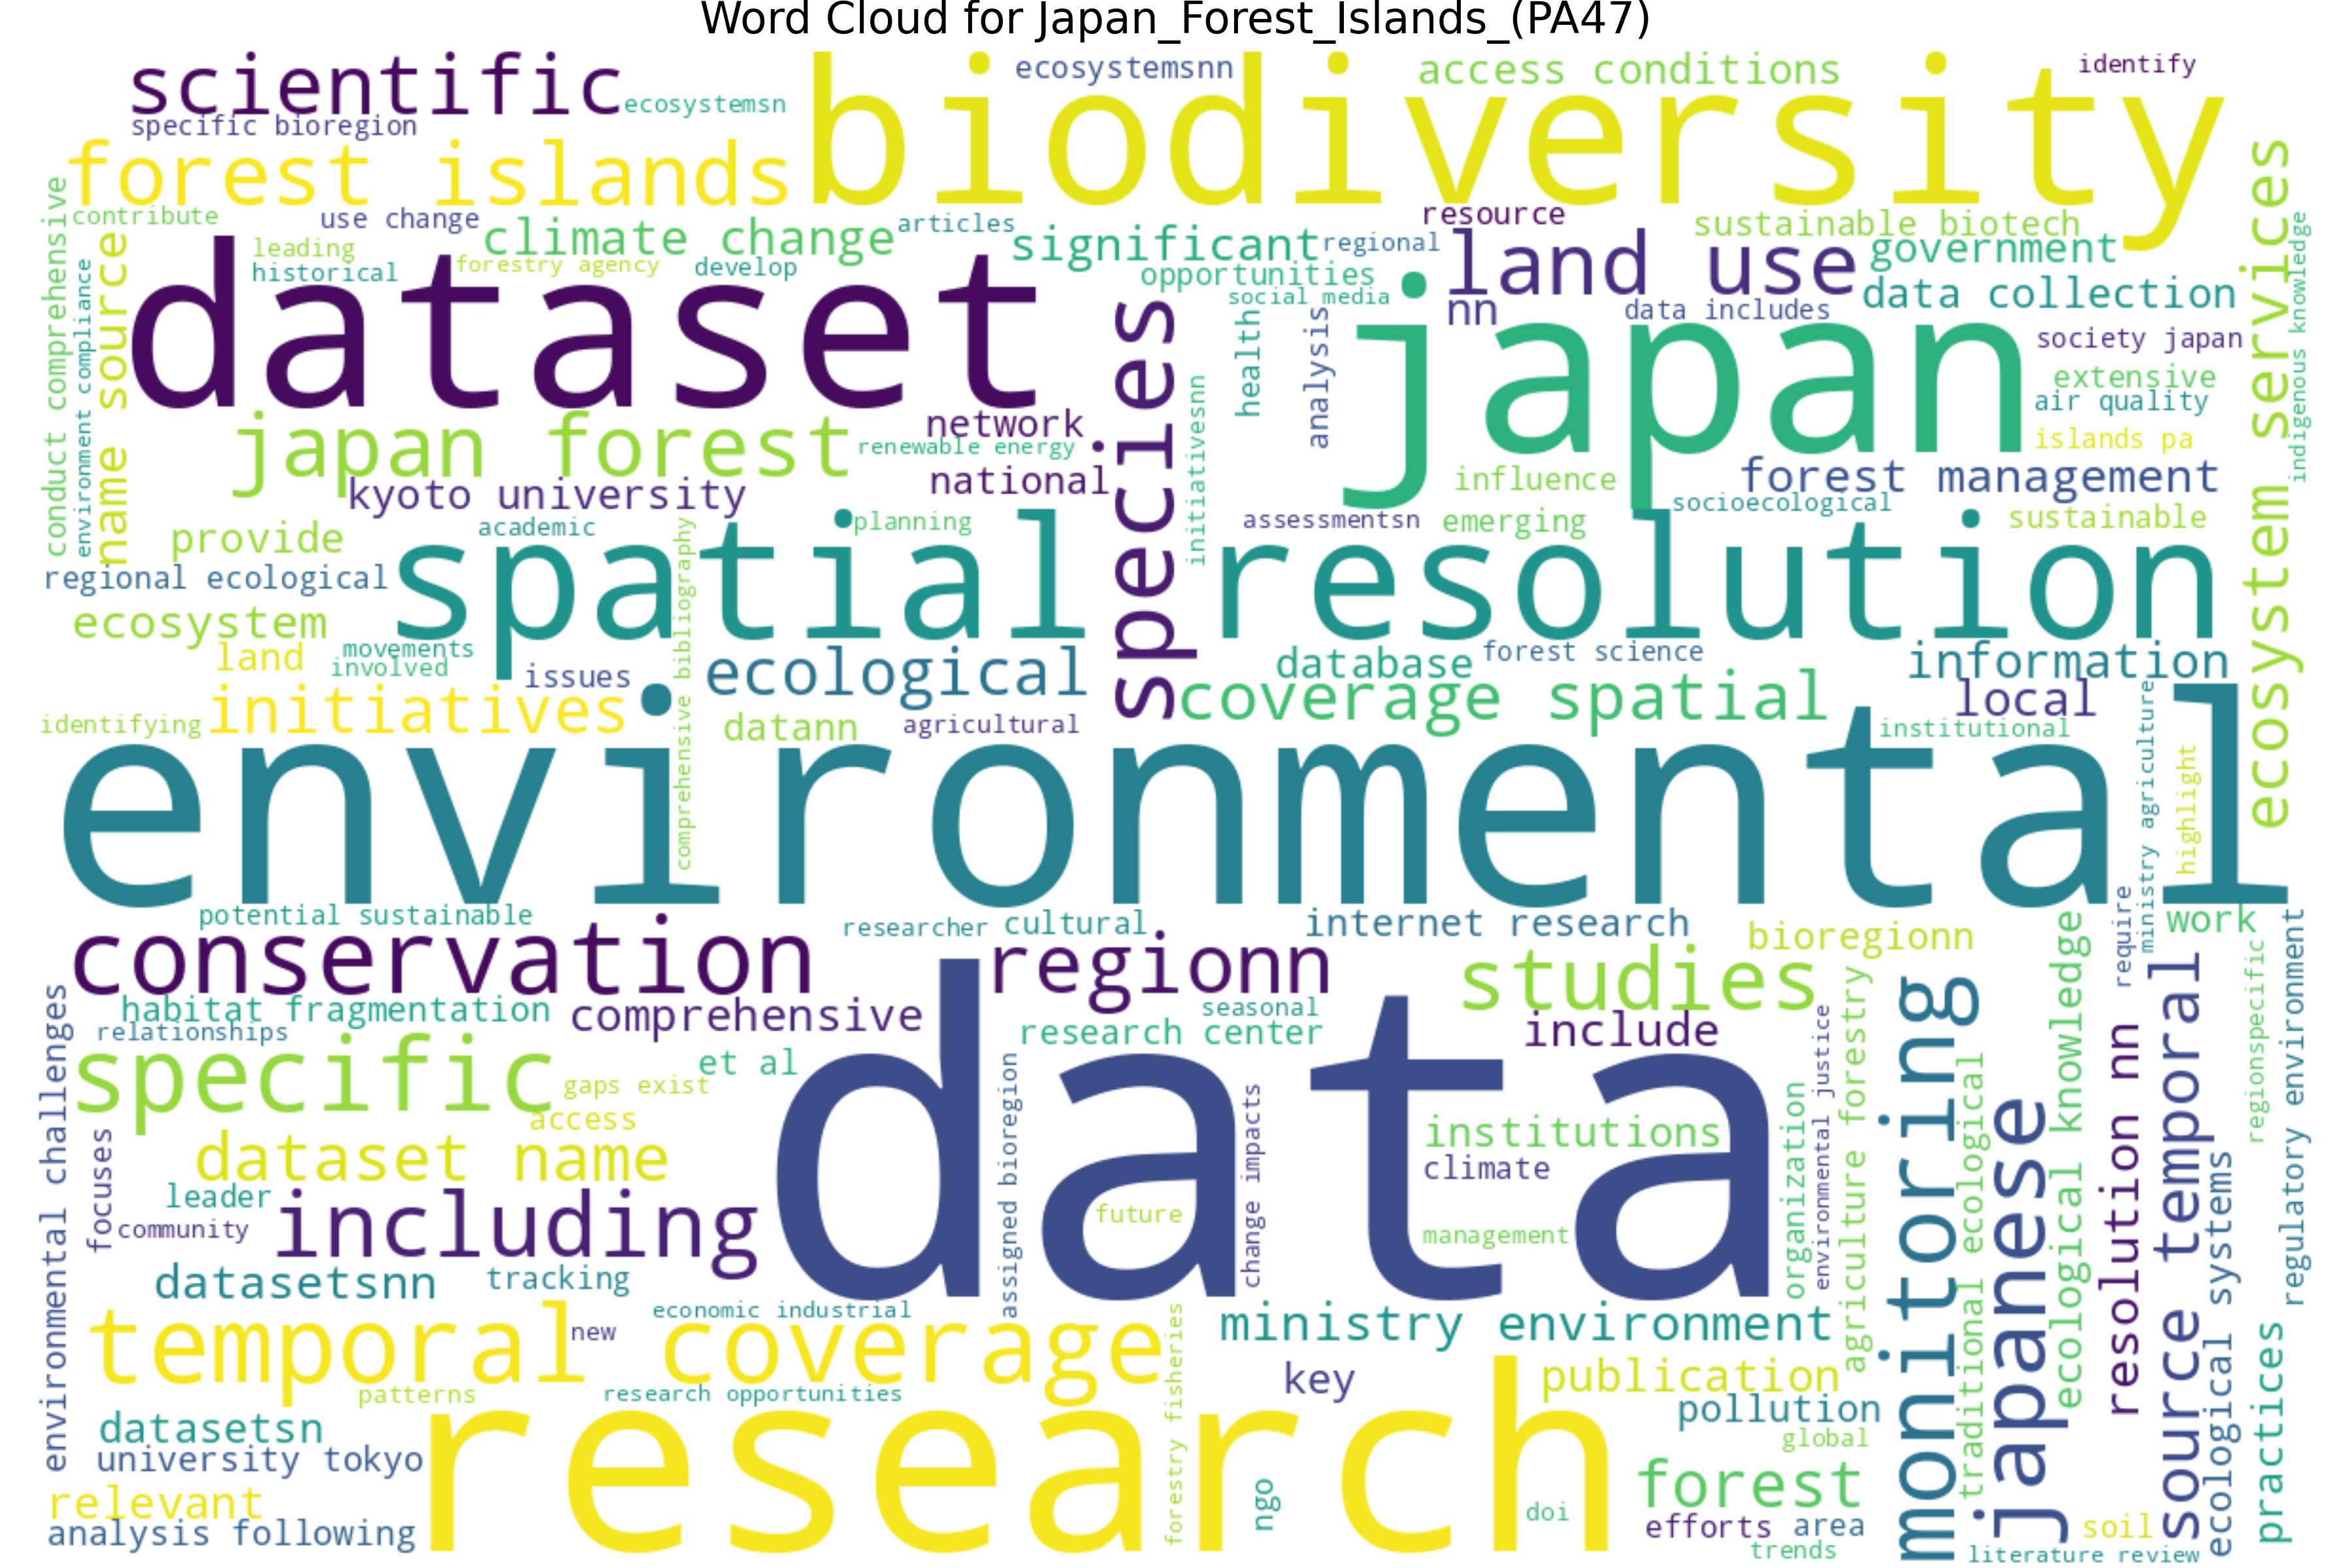 Word Cloud for Japan_Forest_Islands_(PA47)
scientific
ecosystemsnn
access conditions
identify
biodiversity
ecosystemsn
specific bioregion
forest islands
contribute
use change
climate change
articles
significant
regional
resource
land use
sustainable biotech
government
leading
historical
forestry agency
develop
opportunities
social media
nn
data includes
data collection
conduct comprehensive
environment compliance
name source
dataset
species
japan
health
analysis
society japan
extensive
air quality
islands pa
ecosystem services
indigenous knowledge
japan forest
network
renewable energy
national
kyoto university
initiativesnn
influence
forest management
socioecological
provide
academic
planning
assessmentsn
emerging
sustainable
regional ecological
spatial resolution
comprehensive bibliography
ecosystem
movements
land
involved
issues
ecological
database
forest science
information
initiatives
coverage spatial
local
identifying
datann
agricultural
institutional
environmental
ministry agriculture
highlight
potential sustainable
researcher
cultural
internet research
work
conservation
regionn
bioregionn
studies
require
habitat fragmentation
comprehensive
seasonal
relationships
research center
include
environmental challenges
specific
et al
gaps exist
access
data
assigned bioregion
change impacts
institutions
climate
organization
environmental justice
agriculture forestry
monitoring
traditional ecological
japanese
ecological knowledge
resolution nn
source temporal
ecological systems
regionspecific
regulatory environment
practices
focuses
dataset name
leader
community
including
future
management
datasetsnn
tracking
economic industrial
temporal coverage
new
forestry fisheries
ministry environment
patterns
research opportunities
key
publication
datasetsn
pollution
university tokyo
research
global
relevant
ngo
doi
forest
analysis following
efforts
area
soil
trends
literature review